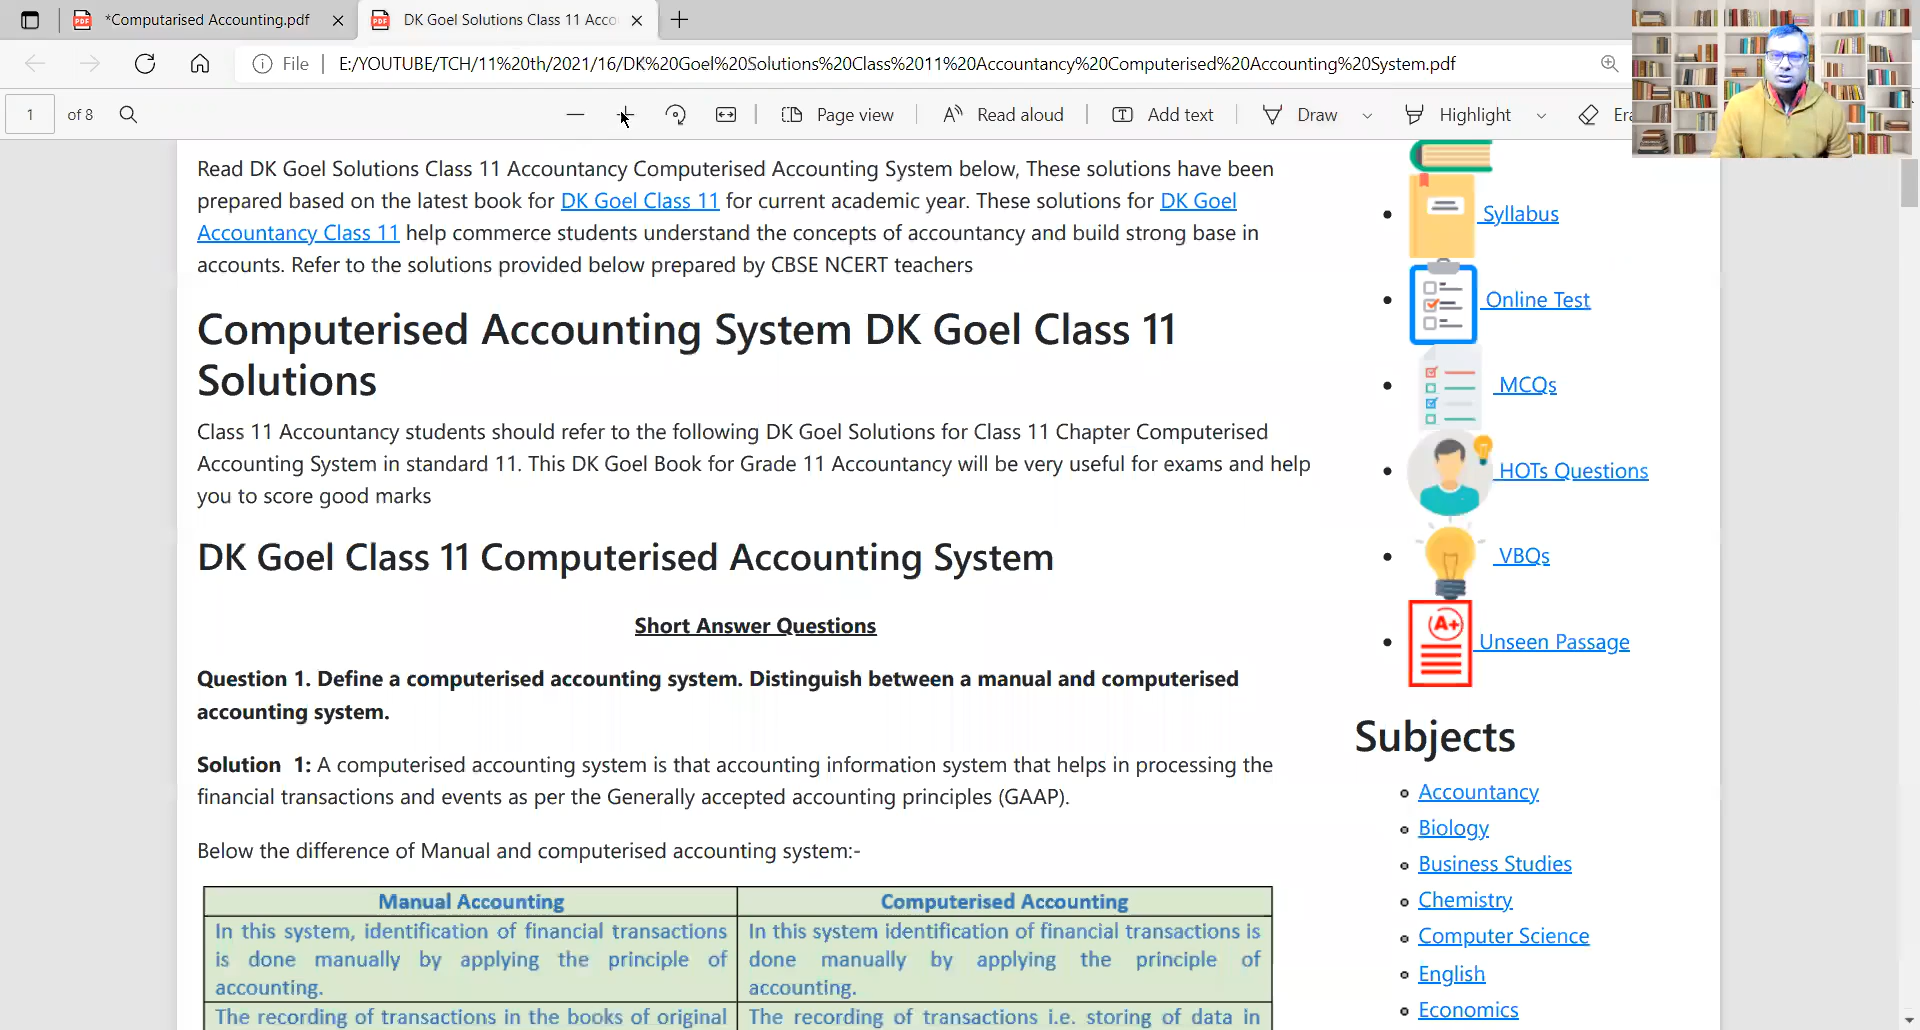 *Computarised Accounting.pdf
DK Goel Solutions Class 11 Acco
File
E:/YOUTUBE/TCH/11%20th/2021/16/DK%20Goel%20Solutions%20Class%2011%20Accountancy%20Computerised%20Accounting%20System.pdf
1 of 8
Page view
Read aloud
Add text
Draw
Highlight
Era
Read DK Goel Solutions Class 11 Accountancy Computerised Accounting System below, These solutions have been
prepared based on the latest book for DK Goel Class 11 for current academic year. These solutions for DK Goel
Accountancy Class 11 help commerce students understand the concepts of accountancy and build strong base in
accounts. Refer to the solutions provided below prepared by CBSE NCERT teachers
Computerised Accounting System DK Goel Class 11
Solutions
Class 11 Accountancy students should refer to the following DK Goel Solutions for Class 11 Chapter Computerised
Accounting System in standard 11. This DK Goel Book for Grade 11 Accountancy will be very useful for exams and help
you to score good marks
DK Goel Class 11 Computerised Accounting System
Short Answer Questions
Question 1. Define a computerised accounting system. Distinguish between a manual and computerised
accounting system.
Solution 1: A computerised accounting system is that accounting information system that helps in processing the
financial transactions and events as per the Generally accepted accounting principles (GAAP).
Below the difference of Manual and computerised accounting system:-
Manual Accounting
In this system, identification of financial transactions
is done manually by applying the principle of
accounting.
The recording of transactions in the books of original
Computerised Accounting
In this system identification of financial transactions is
done manually by applying the principle of
accounting.
The recording of transactions i.e. storing of data in
Syllabus
Online Test
MCQs
HOTs Questions
VBQs
A+
Unseen Passage
Subjects
Accountancy
Biology
Business Studies
Chemistry
Computer Science
English
Economics